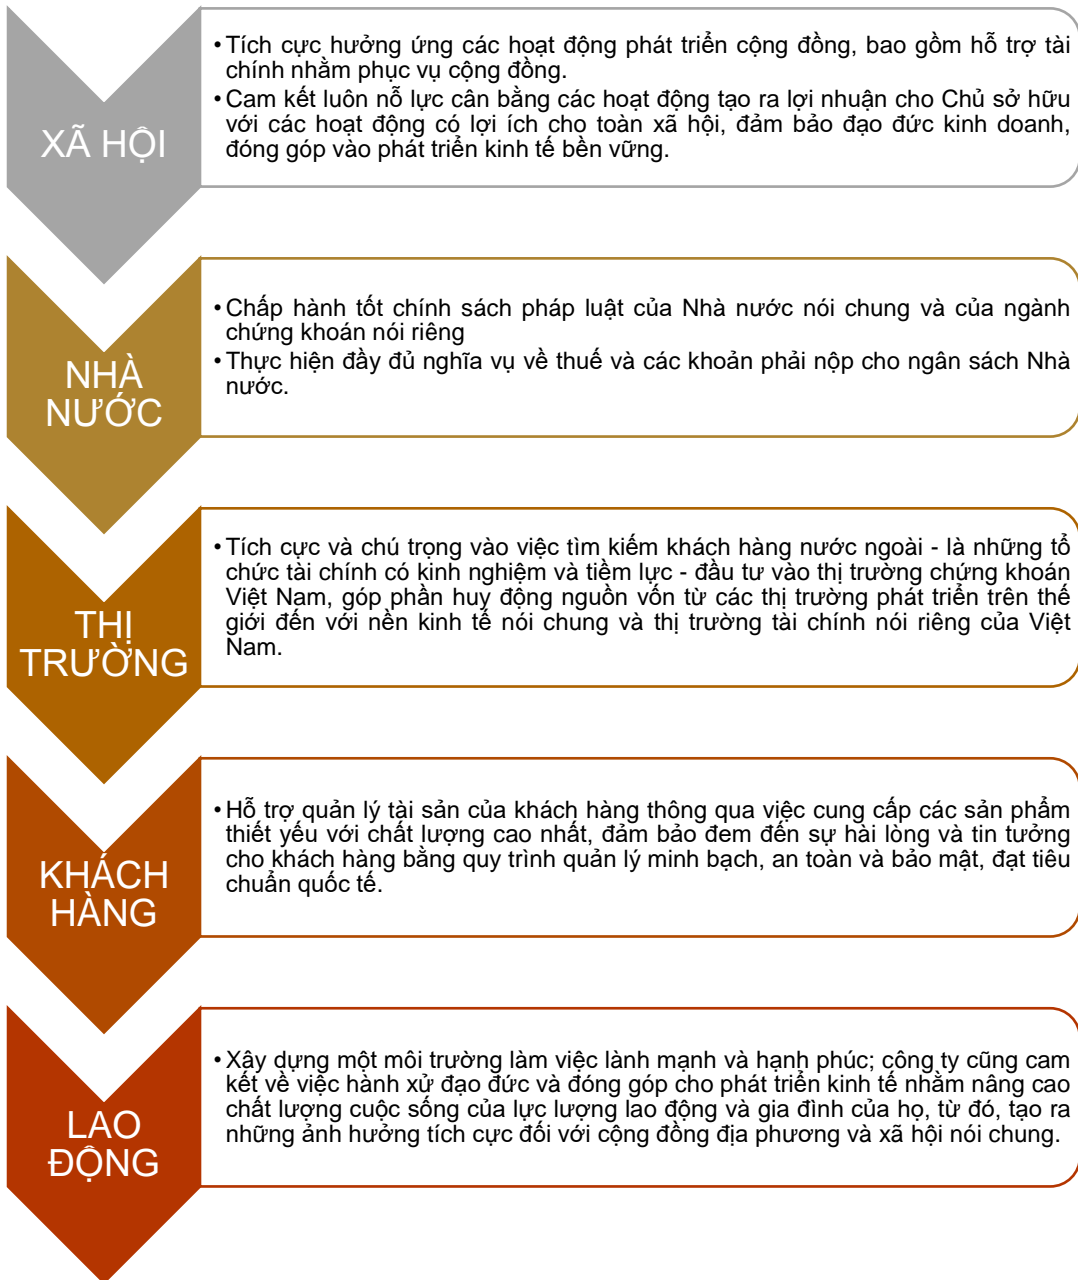 XÃ HỘI
• Tích cực hưởng ứng các hoạt động phát triển cộng đồng, bao gồm hỗ trợ tài
chính nhằm phục vụ cộng đồng.
• Cam kết luôn nỗ lực cân bằng các hoạt động tạo ra lợi nhuận cho Chủ sở hữu
với các hoạt động có lợi ích cho toàn xã hội, đảm bảo đạo đức kinh doanh,
đóng góp vào phát triển kinh tế bền vững.
NHÀ
NƯỚC
• Chấp hành tốt chính sách pháp luật của Nhà nước nói chung và của ngành
chứng khoán nói riêng
• Thực hiện đầy đủ nghĩa vụ về thuế và các khoản phải nộp cho ngân sách Nhà
nước.
THỊ
TRƯỜNG
• Tích cực và chú trọng vào việc tìm kiếm khách hàng nước ngoài - là những tổ
chức tài chính có kinh nghiệm và tiềm lực - đầu tư vào thị trường chứng khoán
Việt Nam, góp phần huy động nguồn vốn từ các thị trường phát triển trên thế
giới đến với nền kinh tế nói chung và thị trường tài chính nói riêng của Việt
Nam.
KHÁCH
HÀNG
• Hỗ trợ quản lý tài sản của khách hàng thông qua việc cung cấp các sản phẩm
thiết yếu với chất lượng cao nhất, đảm bảo đem đến sự hài lòng và tin tưởng
cho khách hàng bằng quy trình quản lý minh bạch, an toàn và bảo mật, đạt tiêu
chuẩn quốc tế.
LAO
ĐỘNG
• Xây dựng một môi trường làm việc lành mạnh và hạnh phúc; công ty cũng cam
kết về việc hành xử đạo đức và đóng góp cho phát triển kinh tế nhằm nâng cao
chất lượng cuộc sống của lực lượng lao động và gia đình của họ, từ đó, tạo ra
những ảnh hưởng tích cực đối với cộng đồng địa phương và xã hội nói chung.